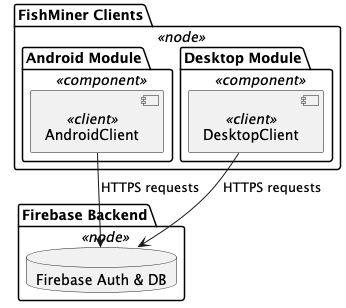 FishMiner Clients
«node»
Android Module
«component»
«client»
AndroidClient
Desktop Module
«component»
«client»
DesktopClient
HTTPS requests
HTTPS requests
Firebase Backend
«node»
Firebase Auth & DB